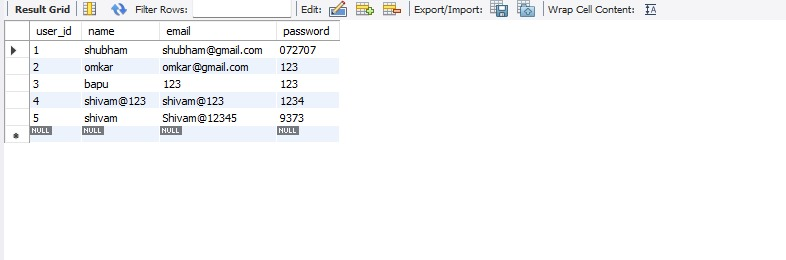 Result Grid Filter Rows: Edit: Export/Import: Wrap Cell Content: IA
user_id name email password
1 shubham shubham@gmail.com 072707
2 omkar omkar@gmail.com 123
3 bapu 123 123
4 shivam@123 shivam@123 1234
5 shivam Shivam@12345 9373
NULL NULL NULL NULL